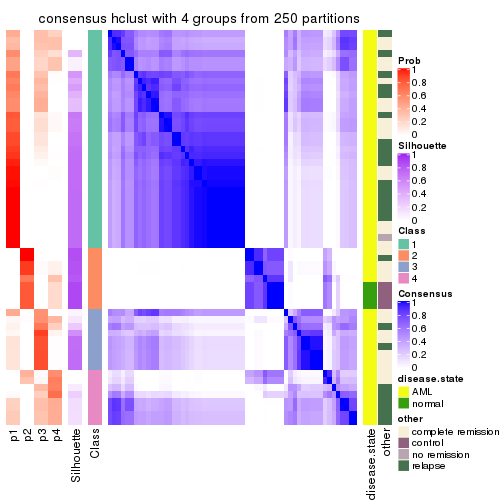 consensus hclust with 4 groups from 250 partitions
Prob
1
0.8
0.6
0.4
0.2
0
Silhouette
1
0.8
0.6
0.4
0.2
0
Class
1
2
3
4
Consensus
1
0.8
0.6
0.4
0.2
0
disease.state
AML
normal
other
complete remission
control
no remission
relapse
p1
p2
p3
p4
Silhouette
Class
disease.state
other